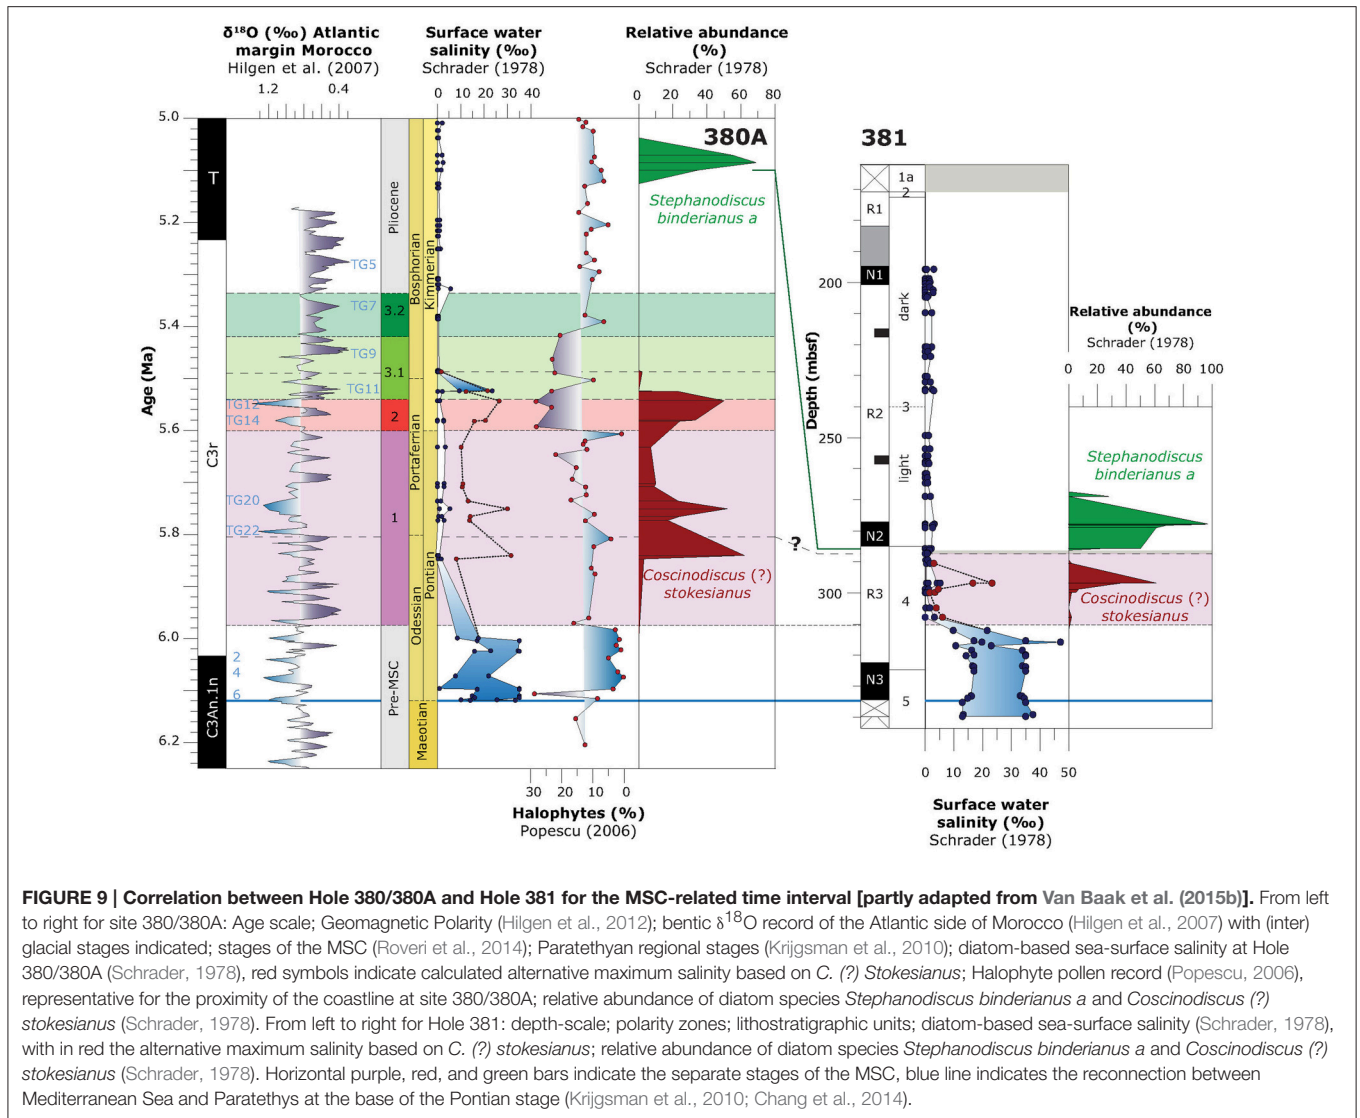 δ¹⁸O (‰) Atlantic
margin Morocco
Hilgen et al. (2007)
1.2 0.4
Surface water
salinity (‰)
Schrader (1978)
0 10 20 30 40
Relative abundance
(%)
Schrader (1978)
0 20 40 60 80
380A
381
Age (Ma)
5.0
5.2
5.4
5.6
5.8
6.0
6.2
T
C3r
C3An.1n
TG5
TG7
TG9
TG11
TG12
TG14
TG20
TG22
2
4
6
Pliocene
3.2
3.1
2
1
Pre-MSC
Bosphorian
Kimmerian
Portaferrian
Odessian
Pontian
Maeotian
Stephanodiscus
binderianus a
Coscinodiscus (?)
stokesianus
30 20 10 0
Halophytes (%)
Popescu (2006)
?
Depth (mbsf)
200
250
300
R1
N1
R2
N2
R3
N3
1a
2
dark
3
light
4
5
0 10 20 30 40 50
Surface water
salinity (‰)
Schrader (1978)
Relative abundance
(%)
Schrader (1978)
0 20 40 60 80 100
Stephanodiscus
binderianus a
Coscinodiscus (?)
stokesianus
FIGURE 9 | Correlation between Hole 380/380A and Hole 381 for the MSC-related time interval [partly adapted from Van Baak et al. (2015b)]. From left
to right for site 380/380A: Age scale; Geomagnetic Polarity (Hilgen et al., 2012); bentic δ¹⁸O record of the Atlantic side of Morocco (Hilgen et al., 2007) with (inter)
glacial stages indicated; stages of the MSC (Roveri et al., 2014); Paratethyan regional stages (Krijgsman et al., 2010); diatom-based sea-surface salinity at Hole
380/380A (Schrader, 1978), red symbols indicate calculated alternative maximum salinity based on C. (?) Stokesianus; Halophyte pollen record (Popescu, 2006),
representative for the proximity of the coastline at site 380/380A; relative abundance of diatom species Stephanodiscus binderianus a and Coscinodiscus (?)
stokesianus (Schrader, 1978). From left to right for Hole 381: depth-scale; polarity zones; lithostratigraphic units; diatom-based sea-surface salinity (Schrader, 1978),
with in red the alternative maximum salinity based on C. (?) stokesianus; relative abundance of diatom species Stephanodiscus binderianus a and Coscinodiscus (?)
stokesianus (Schrader, 1978). Horizontal purple, red, and green bars indicate the separate stages of the MSC, blue line indicates the reconnection between
Mediterranean Sea and Paratethys at the base of the Pontian stage (Krijgsman et al., 2010; Chang et al., 2014).